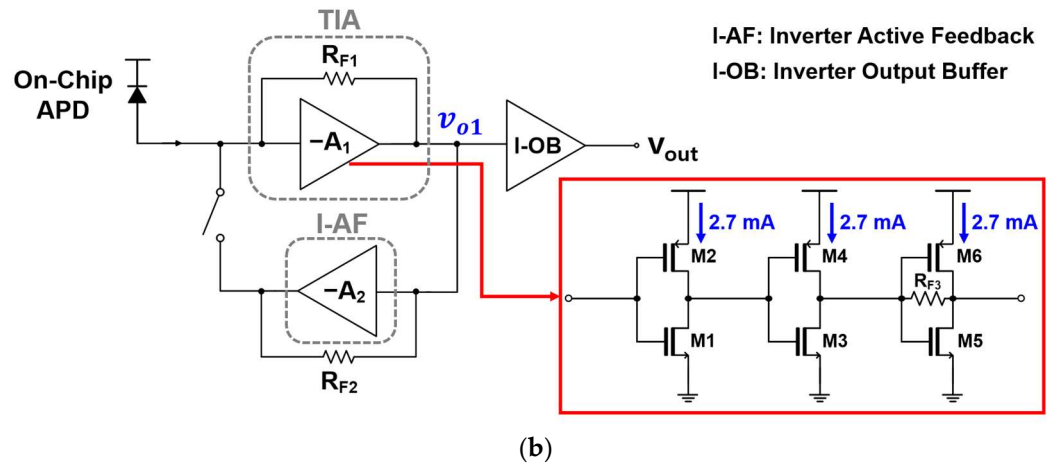 TIA
I-AF: Inverter Active Feedback
I-OB: Inverter Output Buffer
On-Chip
APD
RF1
−A1
vo1
I-OB
Vout
I-AF
−A2
RF2
2.7 mA
2.7 mA
2.7 mA
M2
M4
M6
RF3
M1
M3
M5
(b)